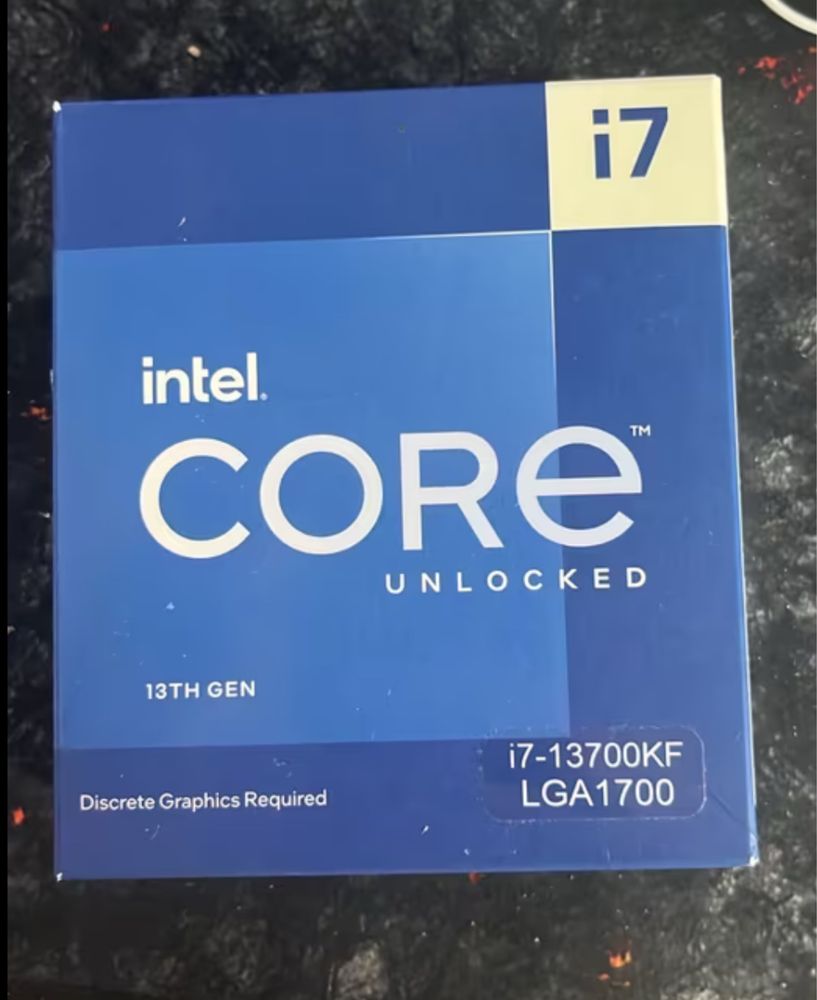 i7
intel.
CORe™
UNLOCKED
13TH GEN
i7-13700KF
LGA1700
Discrete Graphics Required